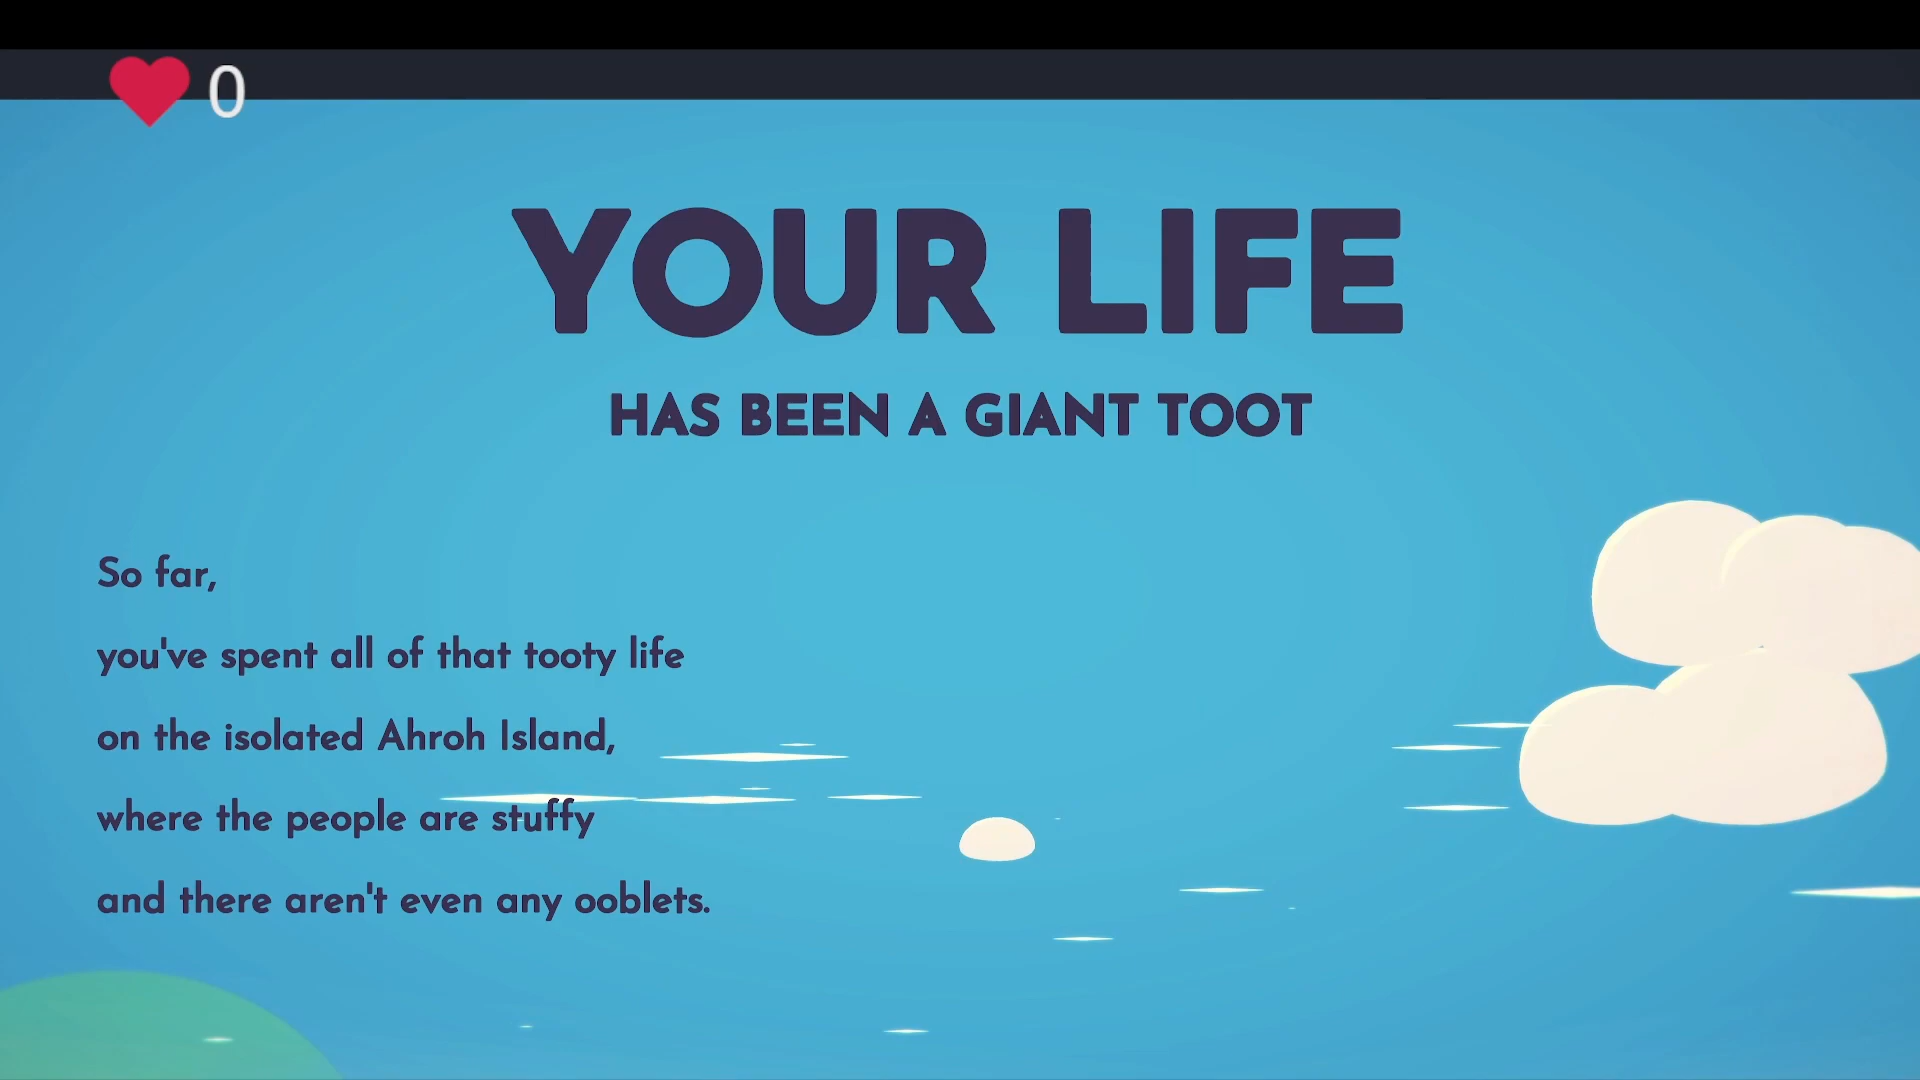 0
YOUR LIFE
HAS BEEN A GIANT TOOT
So far,
you've spent all of that tooty life
on the isolated Ahroh Island,
where the people are stuffy
and there aren't even any ooblets.